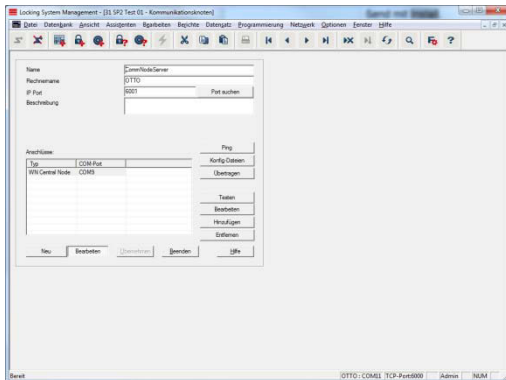 Locking System Management - [31 SP2 Test 01 - Kommunikationsknoten]
Datei Datenbank Ansicht Assistenten Bearbeiten Berichte Datensatz Programmierung Netzwerk Optionen Fenster Hilfe
Name CommNodeServer
Rechnername OTTO
IP Port 6001 Port suchen
Beschreibung
Ping
Anschlüsse:
Konfig-Dateien
Typ COM-Port
Übertragen
WN Central Node COM9
Testen
Bearbeiten
Hinzufügen
Entfernen
Neu Bearbeiten Übernehmen Beenden Hilfe
Bereit OTTO : COM11 TCP-Port:6000 Admin NUM